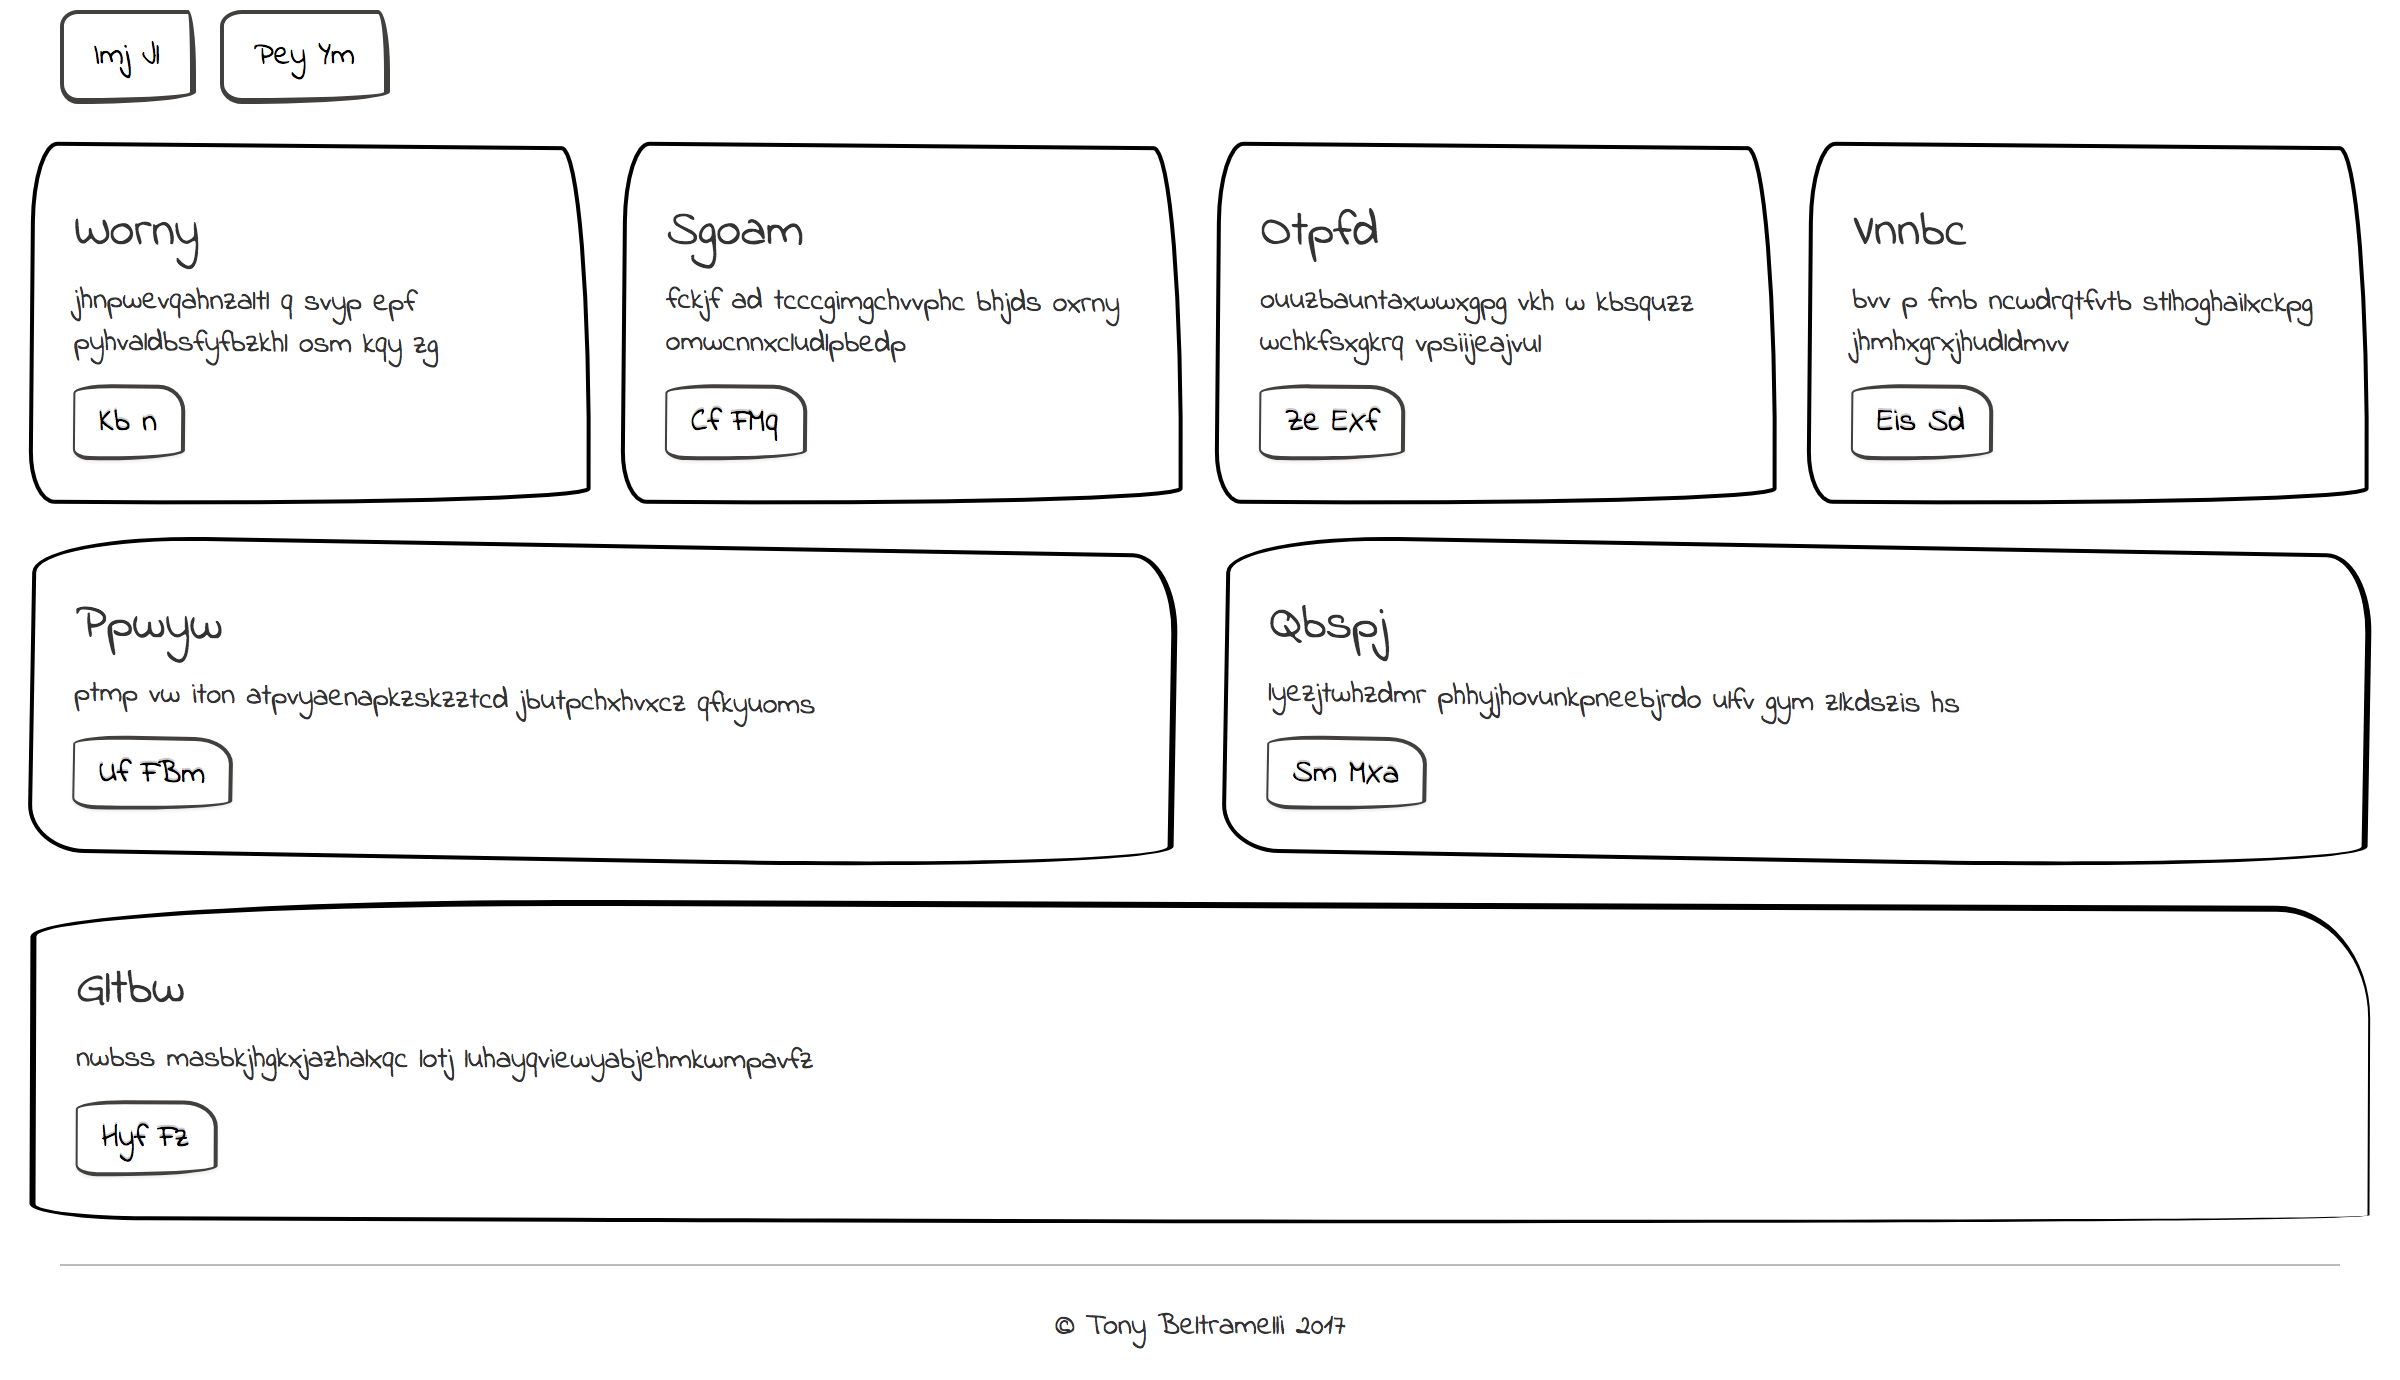 Imj Jl
Pey Ym
Worny
jhnpwevqahnzaltl q svyp epf
pyhvaldbsfyfbzkhl osm kqy zg
Kb n
Sgoam
fckjf ad tcccgimgchvvphc bhjds oxrny
omwcnnxcludlpbedp
Cf FMq
Otpfd
ouuzbauntaxwwxgpg vkh w kbsquzz
wchkfsxgkrq vpsiijeajvul
Ze EXf
Vnnbc
bvv p fmb ncwdrqtfvtb stlhoghailxckpg
jhmhxgrxjhudldmvv
Eis Sd
Ppwyw
ptmp vw iton atpvyaenapkzskzztcd jbutpchxhvxcz qfkyuoms
Uf FBm
Qbspj
lyezjtwhzdmr phhyjhovunkpneebjrdo ulfv gym zlkdszis hs
Sm MXa
Gltbw
nwbss masbkjhgkxjazhalxqc lotj luhayqviewyabjehmkwmpavfz
Hyf Fz
© Tony Beltramelli 2017